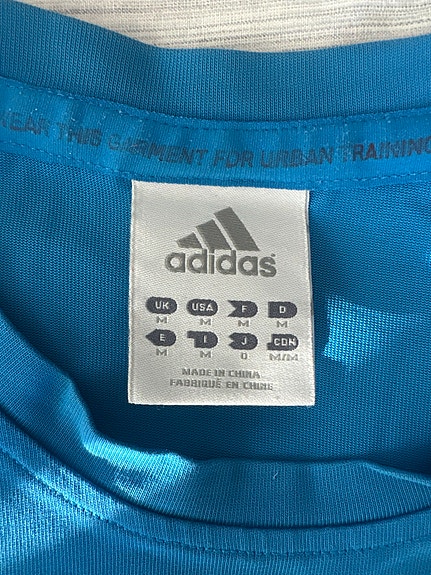 WEAR THIS GARMENT FOR URBAN TRAINING
adidas
UK USA F D
M M M M
E I J CDN
M M O M/M
MADE IN CHINA
FABRIQUÉ EN CHINE